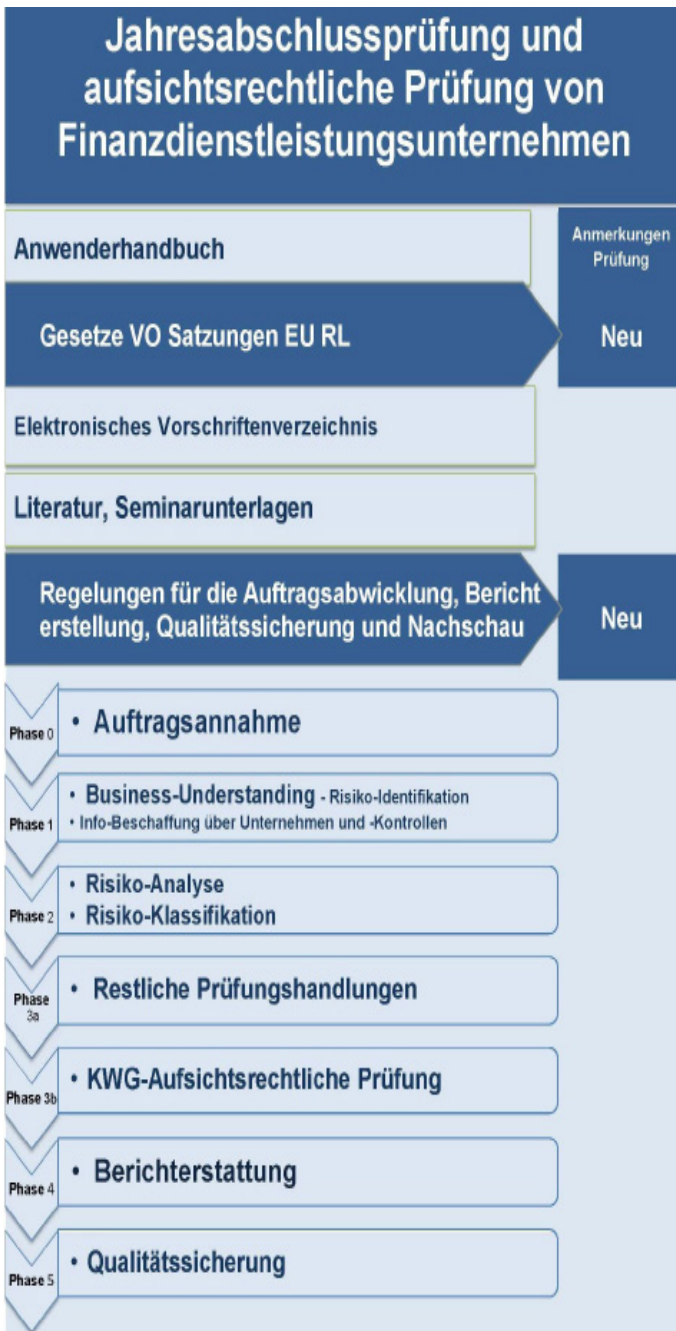 Jahresabschlussprüfung und
aufsichtsrechtliche Prüfung von
Finanzdienstleistungsunternehmen
Anwenderhandbuch
Anmerkungen
Prüfung
Gesetze VO Satzungen EU RL
Neu
Elektronisches Vorschriftenverzeichnis
Literatur, Seminarunterlagen
Regelungen für die Auftragsabwicklung, Bericht
erstellung, Qualitätssicherung und Nachschau
Neu
Phase 0
• Auftragsannahme
Phase 1
• Business-Understanding - Risiko-Identifikation
• Info-Beschaffung über Unternehmen und -Kontrollen
Phase 2
• Risiko-Analyse
• Risiko-Klassifikation
Phase
3a
• Restliche Prüfungshandlungen
Phase 3b
• KWG-Aufsichtsrechtliche Prüfung
Phase 4
• Berichterstattung
Phase 5
• Qualitätssicherung